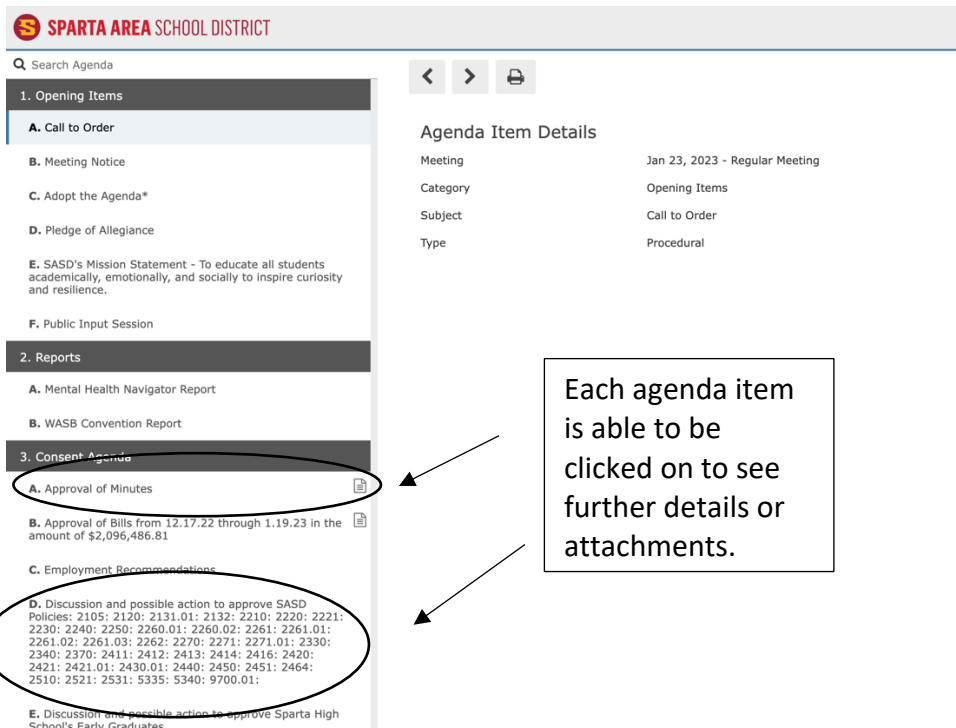 S SPARTA AREA SCHOOL DISTRICT
Search Agenda
1. Opening Items
A. Call to Order
B. Meeting Notice
C. Adopt the Agenda*
D. Pledge of Allegiance
E. SASD's Mission Statement - To educate all students
academically, emotionally, and socially to inspire curiosity
and resilience.
F. Public Input Session
2. Reports
A. Mental Health Navigator Report
B. WASB Convention Report
3. Consent Agenda
A. Approval of Minutes
B. Approval of Bills from 12.17.22 through 1.19.23 in the
amount of $2,096,486.81
C. Employment Recommendations
D. Discussion and possible action to approve SASD
Policies: 2105: 2120: 2131.01: 2132: 2210: 2220: 2221:
2230: 2240: 2250: 2260.01: 2260.02: 2261: 2261.01:
2261.02: 2261.03: 2262: 2270: 2271: 2271.01: 2330:
2340: 2370: 2411: 2412: 2413: 2414: 2416: 2420:
2421: 2421.01: 2430.01: 2440: 2450: 2451: 2464:
2510: 2521: 2531: 5335: 5340: 9700.01:
E. Discussion and possible action to approve Sparta High
School's Early Graduates
Agenda Item Details
Meeting Jan 23, 2023 - Regular Meeting
Category Opening Items
Subject Call to Order
Type Procedural
Each agenda item
is able to be
clicked on to see
further details or
attachments.